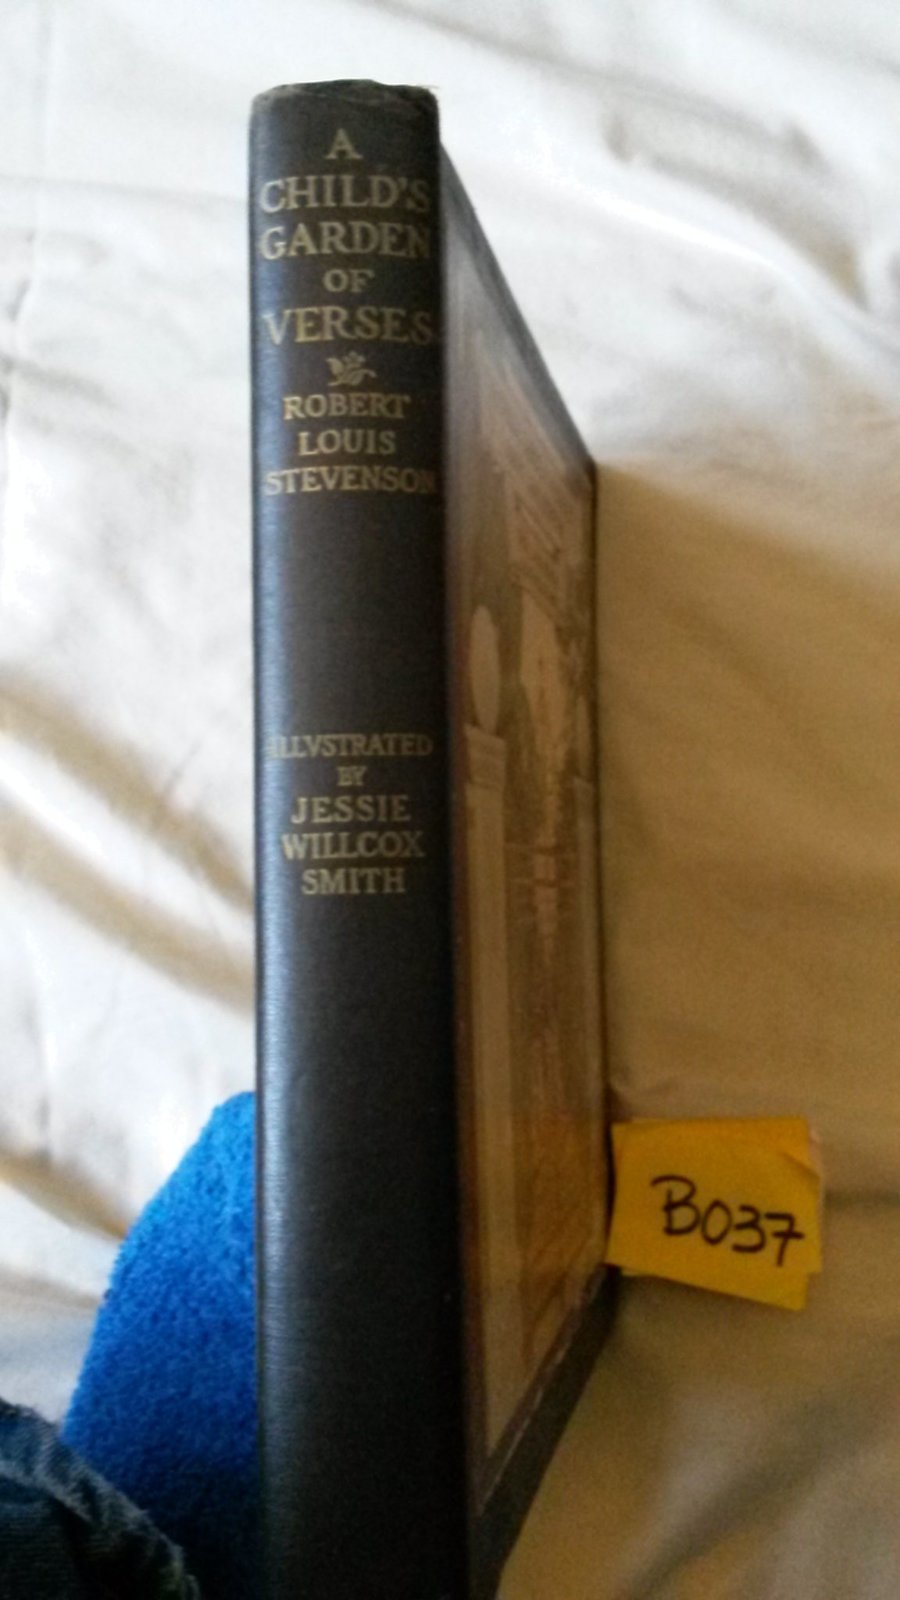 A
CHILD'S
GARDEN
OF
VERSES
ROBERT
LOUIS
STEVENSON
ILLVSTRATED
BY
JESSIE
WILLCOX
SMITH
B037